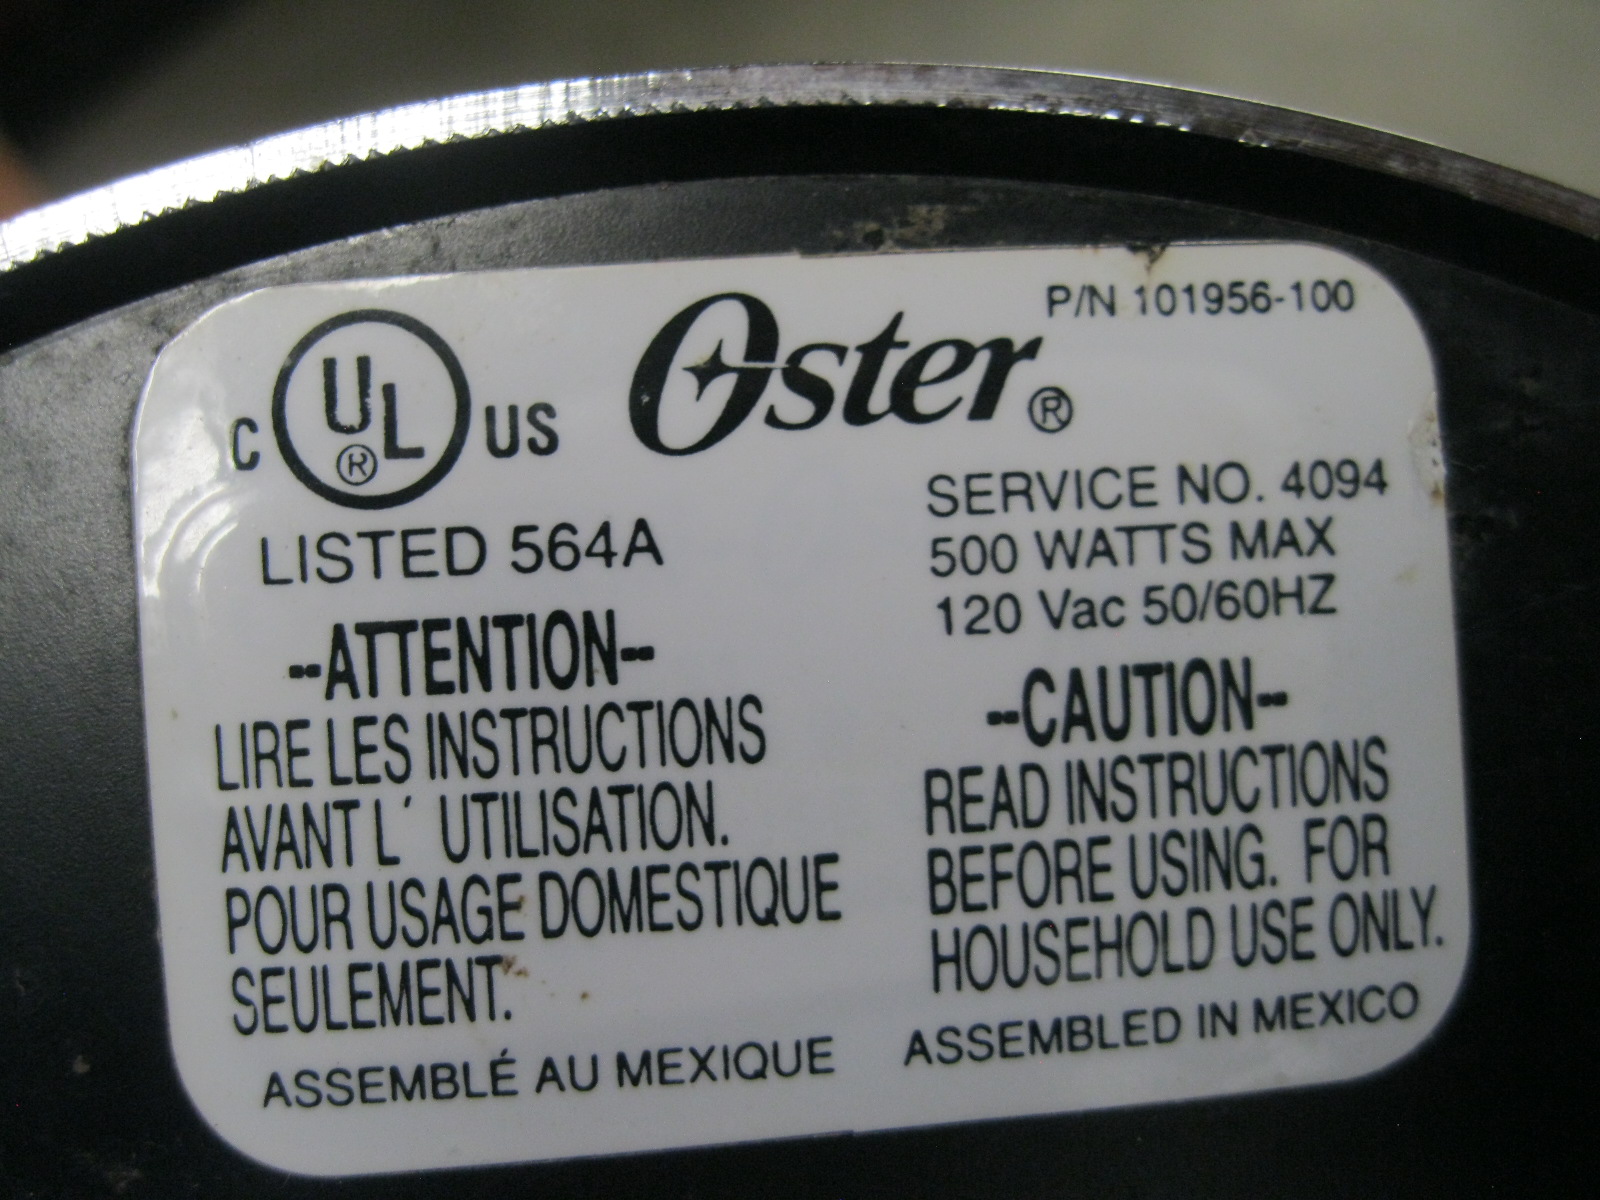 P/N 101956-100
C UL® US
Oster®
LISTED 564A
SERVICE NO. 4094
500 WATTS MAX
120 Vac 50/60HZ
--ATTENTION--
LIRE LES INSTRUCTIONS
AVANT L´ UTILISATION.
POUR USAGE DOMESTIQUE
SEULEMENT.
ASSEMBLÉ AU MEXIQUE
--CAUTION--
READ INSTRUCTIONS
BEFORE USING. FOR
HOUSEHOLD USE ONLY.
ASSEMBLED IN MEXICO